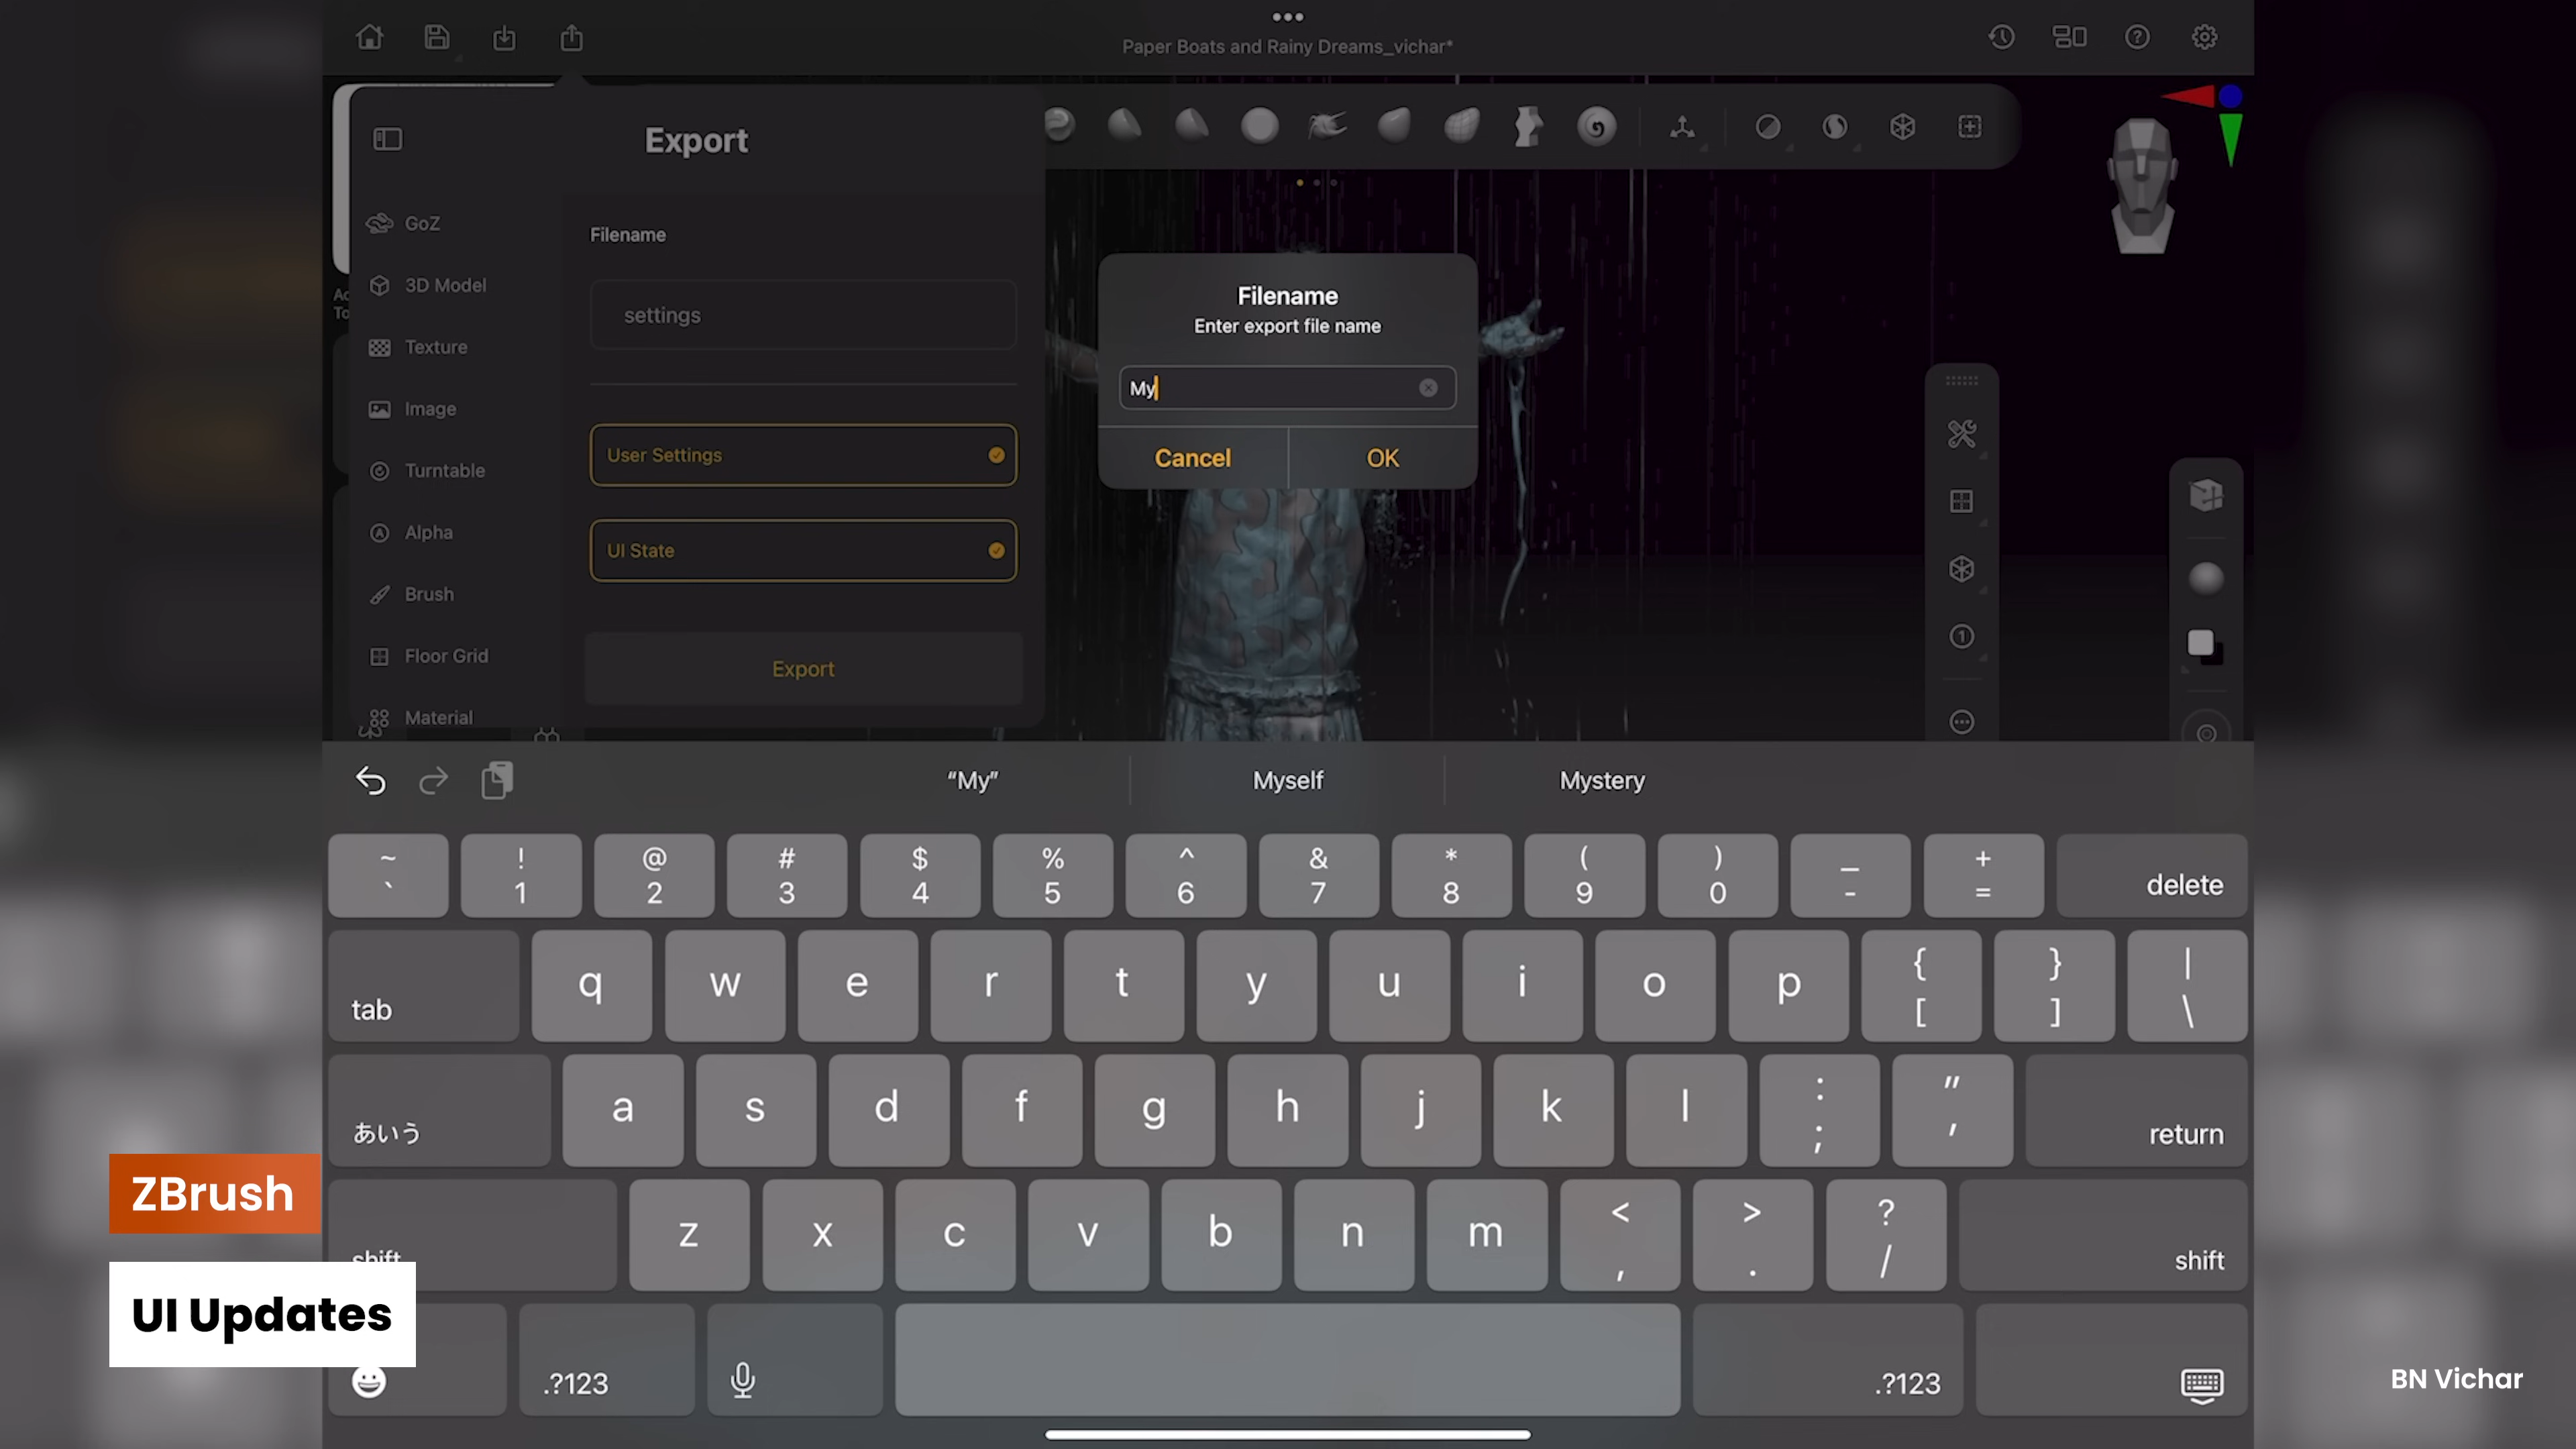 Paper Boats and Rainy Dreams_vichar*
Export
GoZ
3D Model
Texture
Image
Turntable
Alpha
Brush
Floor Grid
Material
Filename
settings
User Settings
UI State
Export
Filename
Enter export file name
My
Cancel OK
“My” Myself Mystery
~ ! @ # $ % ^ & * ( ) _ +
` 1 2 3 4 5 6 7 8 9 0 - = delete
tab q w e r t y u i o p { [ } ] | \
あいう a s d f g h j k l : ; " ' return
shift z x c v b n m < , > . ? / shift
.?123 .?123
ZBrush
UI Updates
BN Vichar